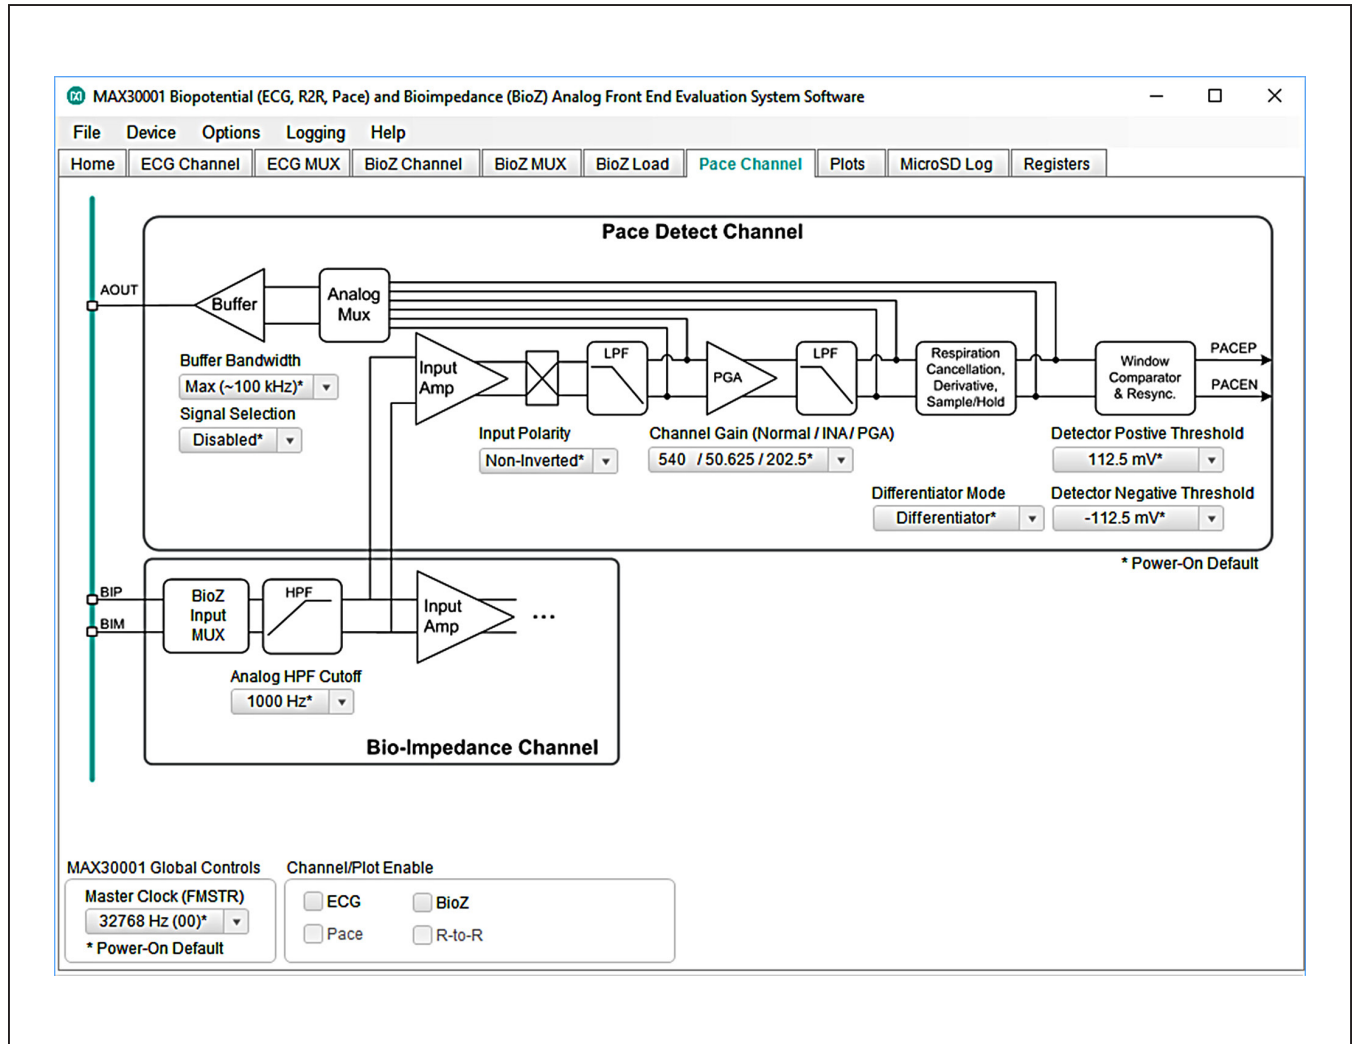 MAX30001 Biopotential (ECG, R2R, Pace) and Bioimpedance (BioZ) Analog Front End Evaluation System Software
File Device Options Logging Help
Home ECG Channel ECG MUX BioZ Channel BioZ MUX BioZ Load Pace Channel Plots MicroSD Log Registers
Pace Detect Channel
AOUT
Buffer
Analog
Mux
Buffer Bandwidth
Max (~100 kHz)*
Signal Selection
Disabled*
Input
Amp
LPF
PGA
LPF
Respiration
Cancellation,
Derivative,
Sample/Hold
Window
Comparator
& Resync.
PACEP
PACEN
Input Polarity
Non-Inverted*
Channel Gain (Normal / INA / PGA)
540 / 50.625 / 202.5*
Detector Postive Threshold
112.5 mV*
Differentiator Mode
Differentiator*
Detector Negative Threshold
-112.5 mV*
* Power-On Default
BIP
BIM
BioZ
Input
MUX
HPF
Input
Amp
...
Analog HPF Cutoff
1000 Hz*
Bio-Impedance Channel
MAX30001 Global Controls
Master Clock (FMSTR)
32768 Hz (00)*
* Power-On Default
Channel/Plot Enable
ECG BioZ
Pace R-to-R